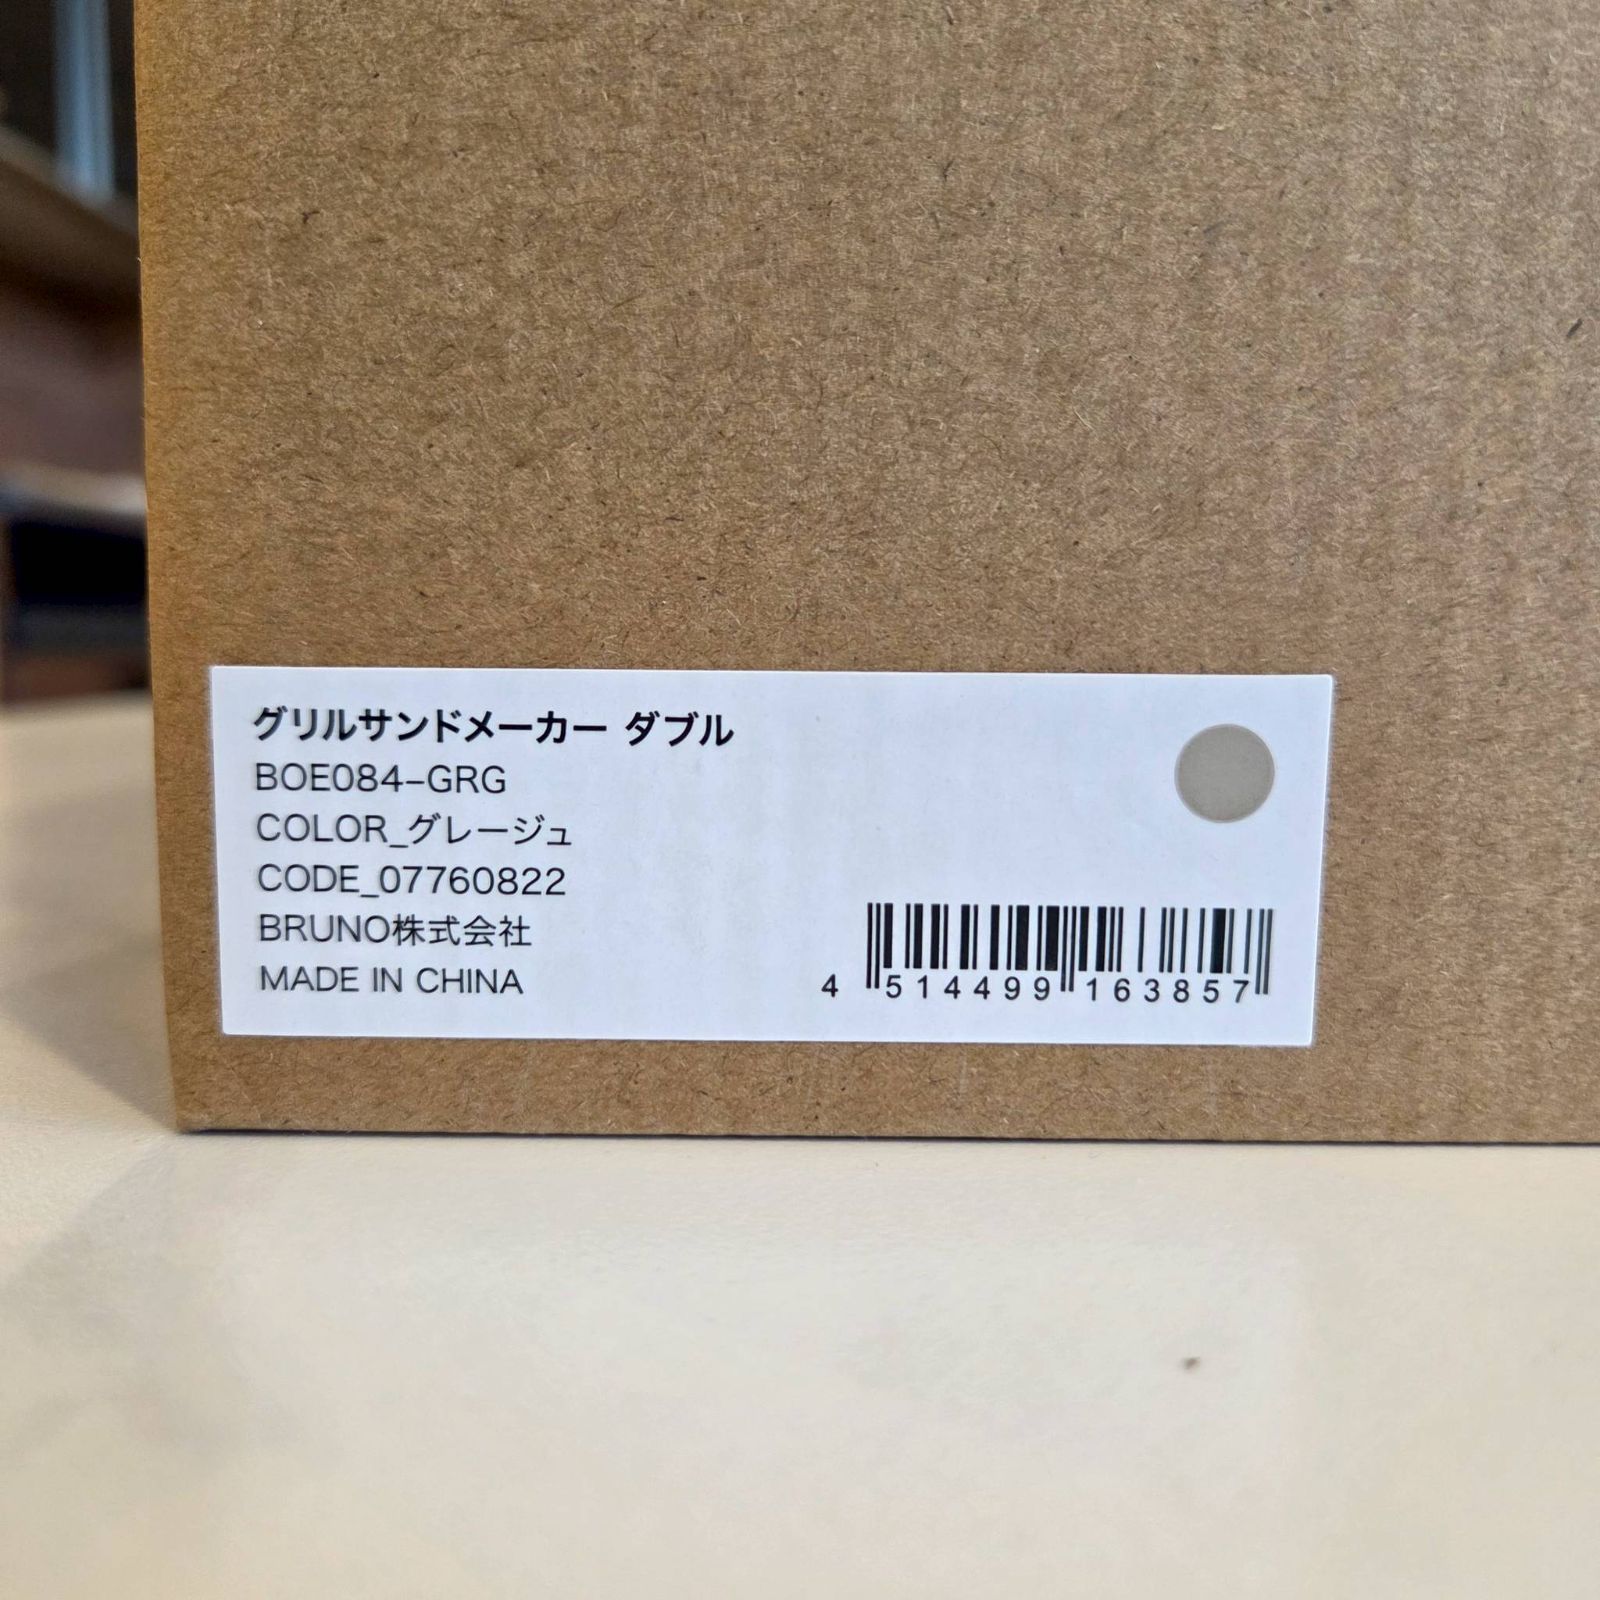 グリルサンドメーカー ダブル
BOE084-GRG
COLOR_グレージュ
CODE_07760822
BRUNO株式会社
MADE IN CHINA
4 514499 163857